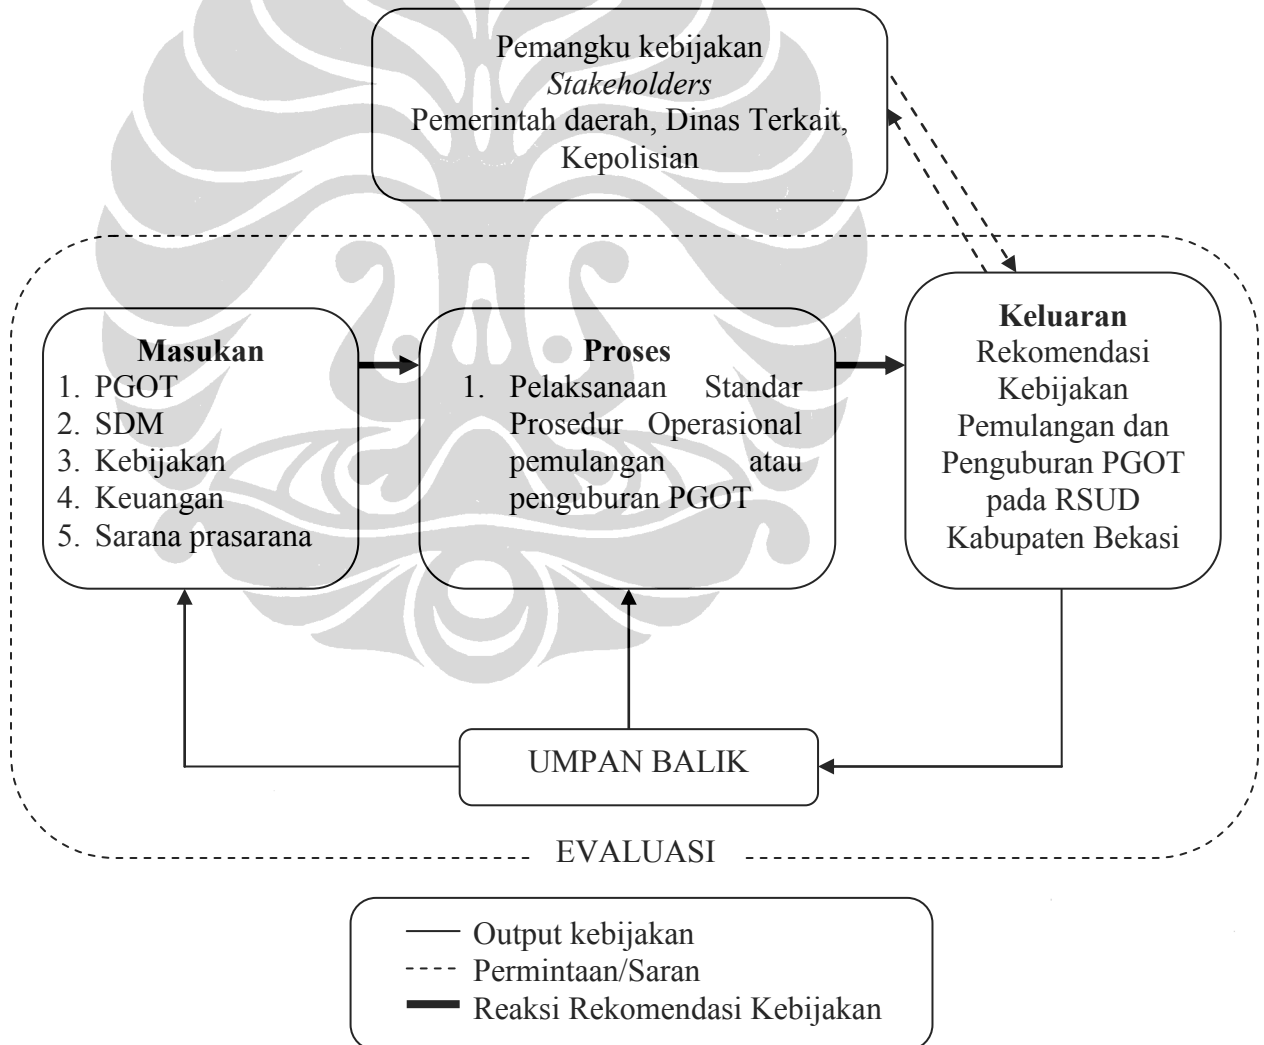 Pemangku kebijakan
Stakeholders
Pemerintah daerah, Dinas Terkait,
Kepolisian
Masukan
1. PGOT
2. SDM
3. Kebijakan
4. Keuangan
5. Sarana prasarana
Proses
1. Pelaksanaan Standar
Prosedur Operasional
pemulangan atau
penguburan PGOT
Keluaran
Rekomendasi
Kebijakan
Pemulangan dan
Penguburan PGOT
pada RSUD
Kabupaten Bekasi
UMPAN BALIK
EVALUASI
Output kebijakan
Permintaan/Saran
Reaksi Rekomendasi Kebijakan